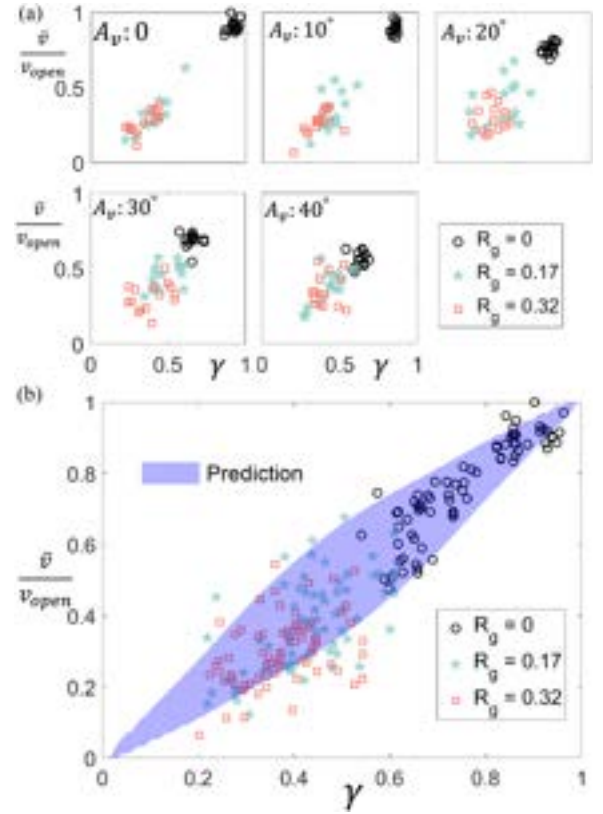 (a)
1
v̄
v_open
0.5
0
A_v: 0
A_v: 10°
A_v: 20°
1
v̄
v_open
0.5
0
A_v: 30°
A_v: 40°
R_g = 0
R_g = 0.17
R_g = 0.32
0 0.5 γ 1 0 0.5 γ 1
(b)
1
0.8
v̄
v_open
0.6
0.4
0.2
0
Prediction
R_g = 0
R_g = 0.17
R_g = 0.32
0 0.2 0.4 0.6 0.8 1
γ